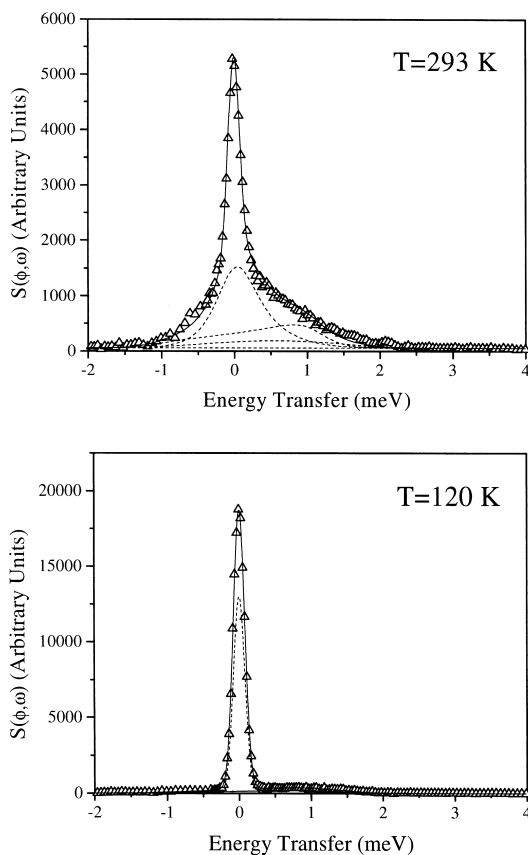 6000
T=293 K
5000
4000
3000
2000
1000
0
-2 -1 0 1 2 3 4
S(ϕ,ω) (Arbitrary Units)
Energy Transfer (meV)
20000
T=120 K
15000
10000
5000
0
-2 -1 0 1 2 3 4
S(ϕ,ω) (Arbitrary Units)
Energy Transfer (meV)